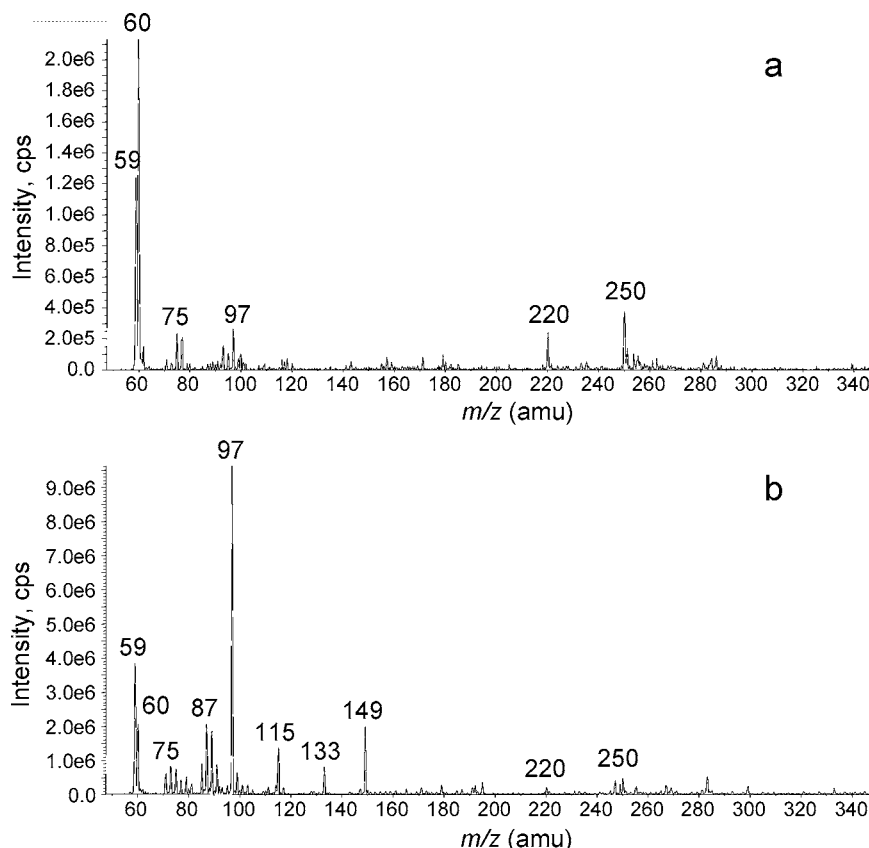 60
a
2.0e6
1.8e6
1.6e6
1.4e6
59
1.2e6
1.0e6
8.0e5
6.0e5
4.0e5
2.0e5
0.0
Intensity, cps
75
97
220
250
60 80 100 120 140 160 180 200 220 240 260 280 300 320 340
m/z (amu)
97
b
9.0e6
8.0e6
7.0e6
6.0e6
5.0e6
4.0e6
3.0e6
2.0e6
1.0e6
0.0
Intensity, cps
59
60
75
87
115
133
149
220
250
60 80 100 120 140 160 180 200 220 240 260 280 300 320 340
m/z (amu)